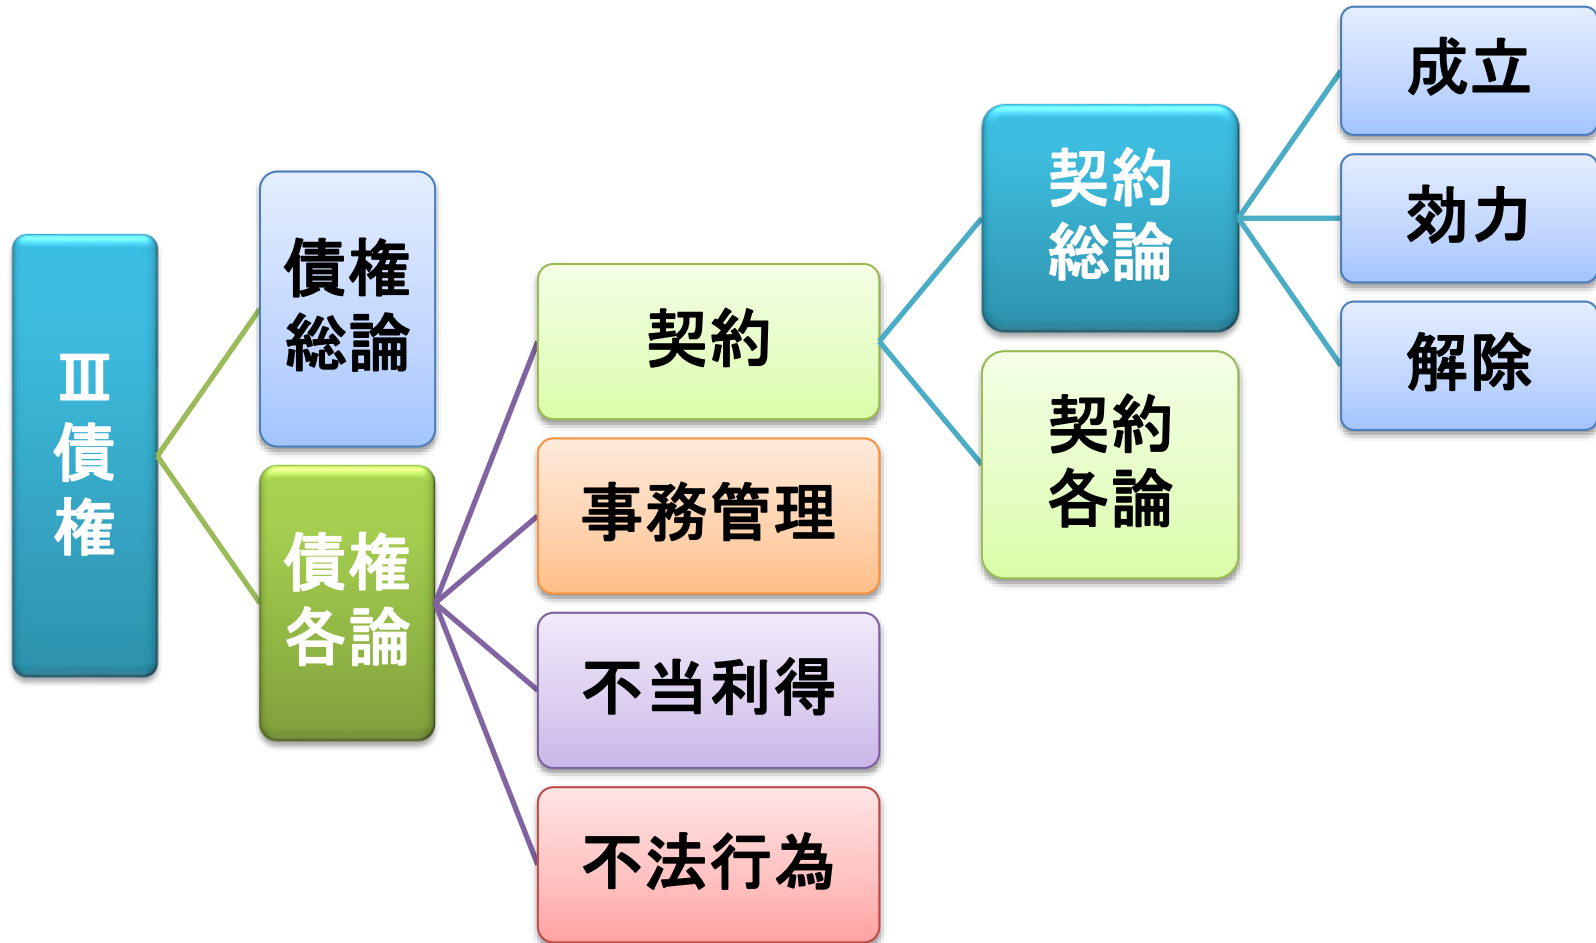 Ⅲ
債
権
債権
総論
債権
各論
契約
事務管理
不当利得
不法行為
契約
総論
契約
各論
成立
効力
解除